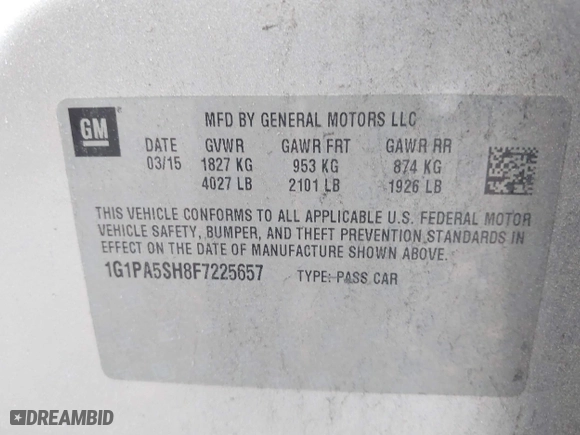 GM
MFD BY GENERAL MOTORS LLC
DATE GVWR GAWR FRT GAWR RR
03/15 1827 KG 953 KG 874 KG
4027 LB 2101 LB 1926 LB
THIS VEHICLE CONFORMS TO ALL APPLICABLE U.S. FEDERAL MOTOR
VEHICLE SAFETY, BUMPER, AND THEFT PREVENTION STANDARDS IN
EFFECT ON THE DATE OF MANUFACTURE SHOWN ABOVE.
1G1PA5SH8F7225657 TYPE: PASS CAR
DREAMBID